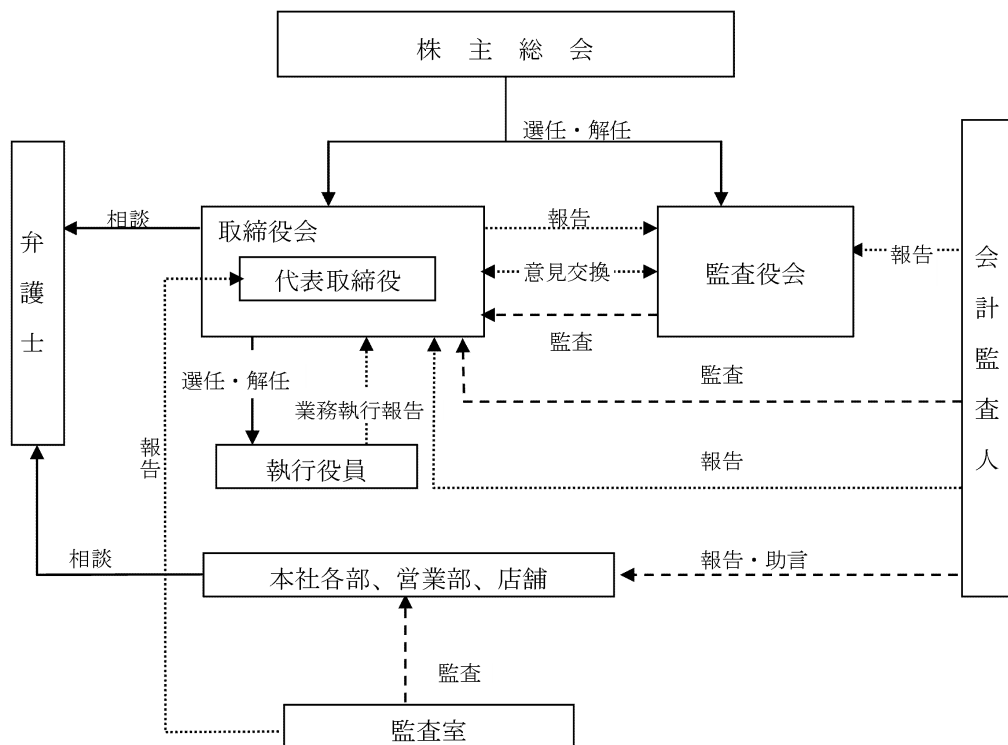 株 主 総 会
選任・解任
弁護士
相談
取締役会
代表取締役
報告
意見交換
監査
監査役会
報告
会計監査人
監査
選任・解任
業務執行報告
執行役員
報告
報告
相談
本社各部、営業部、店舗
報告・助言
監査
監査室